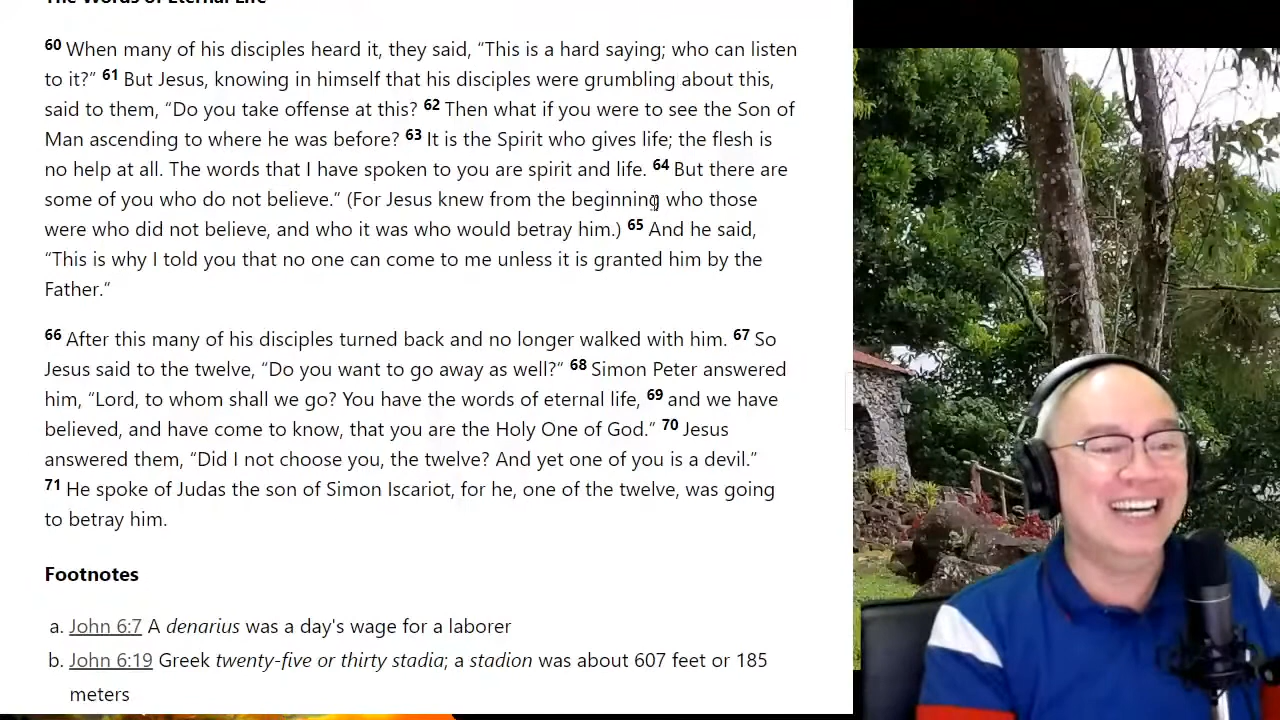 The Words of Eternal Life
60 When many of his disciples heard it, they said, “This is a hard saying; who can listen
to it?” 61 But Jesus, knowing in himself that his disciples were grumbling about this,
said to them, “Do you take offense at this? 62 Then what if you were to see the Son of
Man ascending to where he was before? 63 It is the Spirit who gives life; the flesh is
no help at all. The words that I have spoken to you are spirit and life. 64 But there are
some of you who do not believe.” (For Jesus knew from the beginning who those
were who did not believe, and who it was who would betray him.) 65 And he said,
“This is why I told you that no one can come to me unless it is granted him by the
Father.”
66 After this many of his disciples turned back and no longer walked with him. 67 So
Jesus said to the twelve, “Do you want to go away as well?” 68 Simon Peter answered
him, “Lord, to whom shall we go? You have the words of eternal life, 69 and we have
believed, and have come to know, that you are the Holy One of God.” 70 Jesus
answered them, “Did I not choose you, the twelve? And yet one of you is a devil.”
71 He spoke of Judas the son of Simon Iscariot, for he, one of the twelve, was going
to betray him.
Footnotes
a. John 6:7 A denarius was a day's wage for a laborer
b. John 6:19 Greek twenty-five or thirty stadia; a stadion was about 607 feet or 185
meters